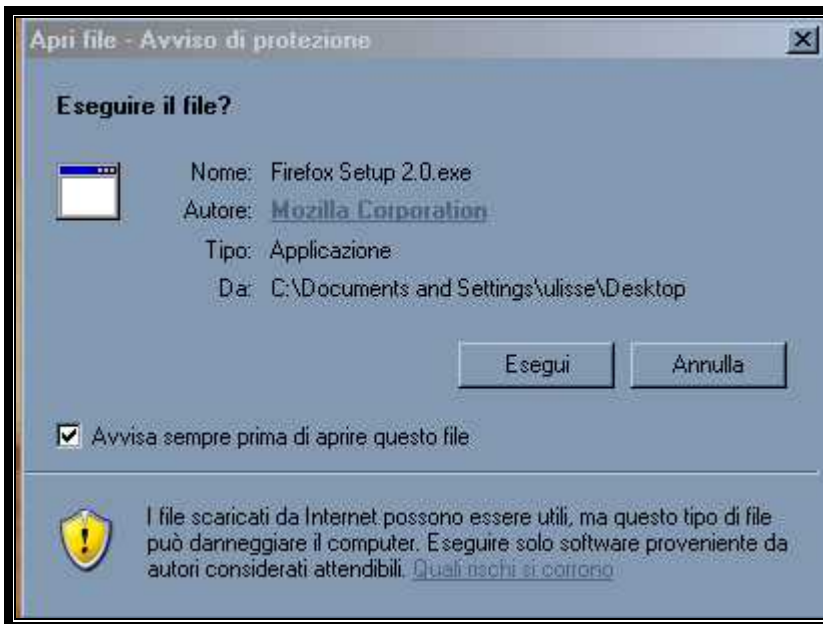 Apri file - Avviso di protezione
Eseguire il file?
Nome: Firefox Setup 2.0.exe
Autore: Mozilla Corporation
Tipo: Applicazione
Da: C:\Documents and Settings\ulisse\Desktop
Esegui Annulla
Avvisa sempre prima di aprire questo file
I file scaricati da Internet possono essere utili, ma questo tipo di file
può danneggiare il computer. Eseguire solo software proveniente da
autori considerati attendibili. Quali rischi si corrono